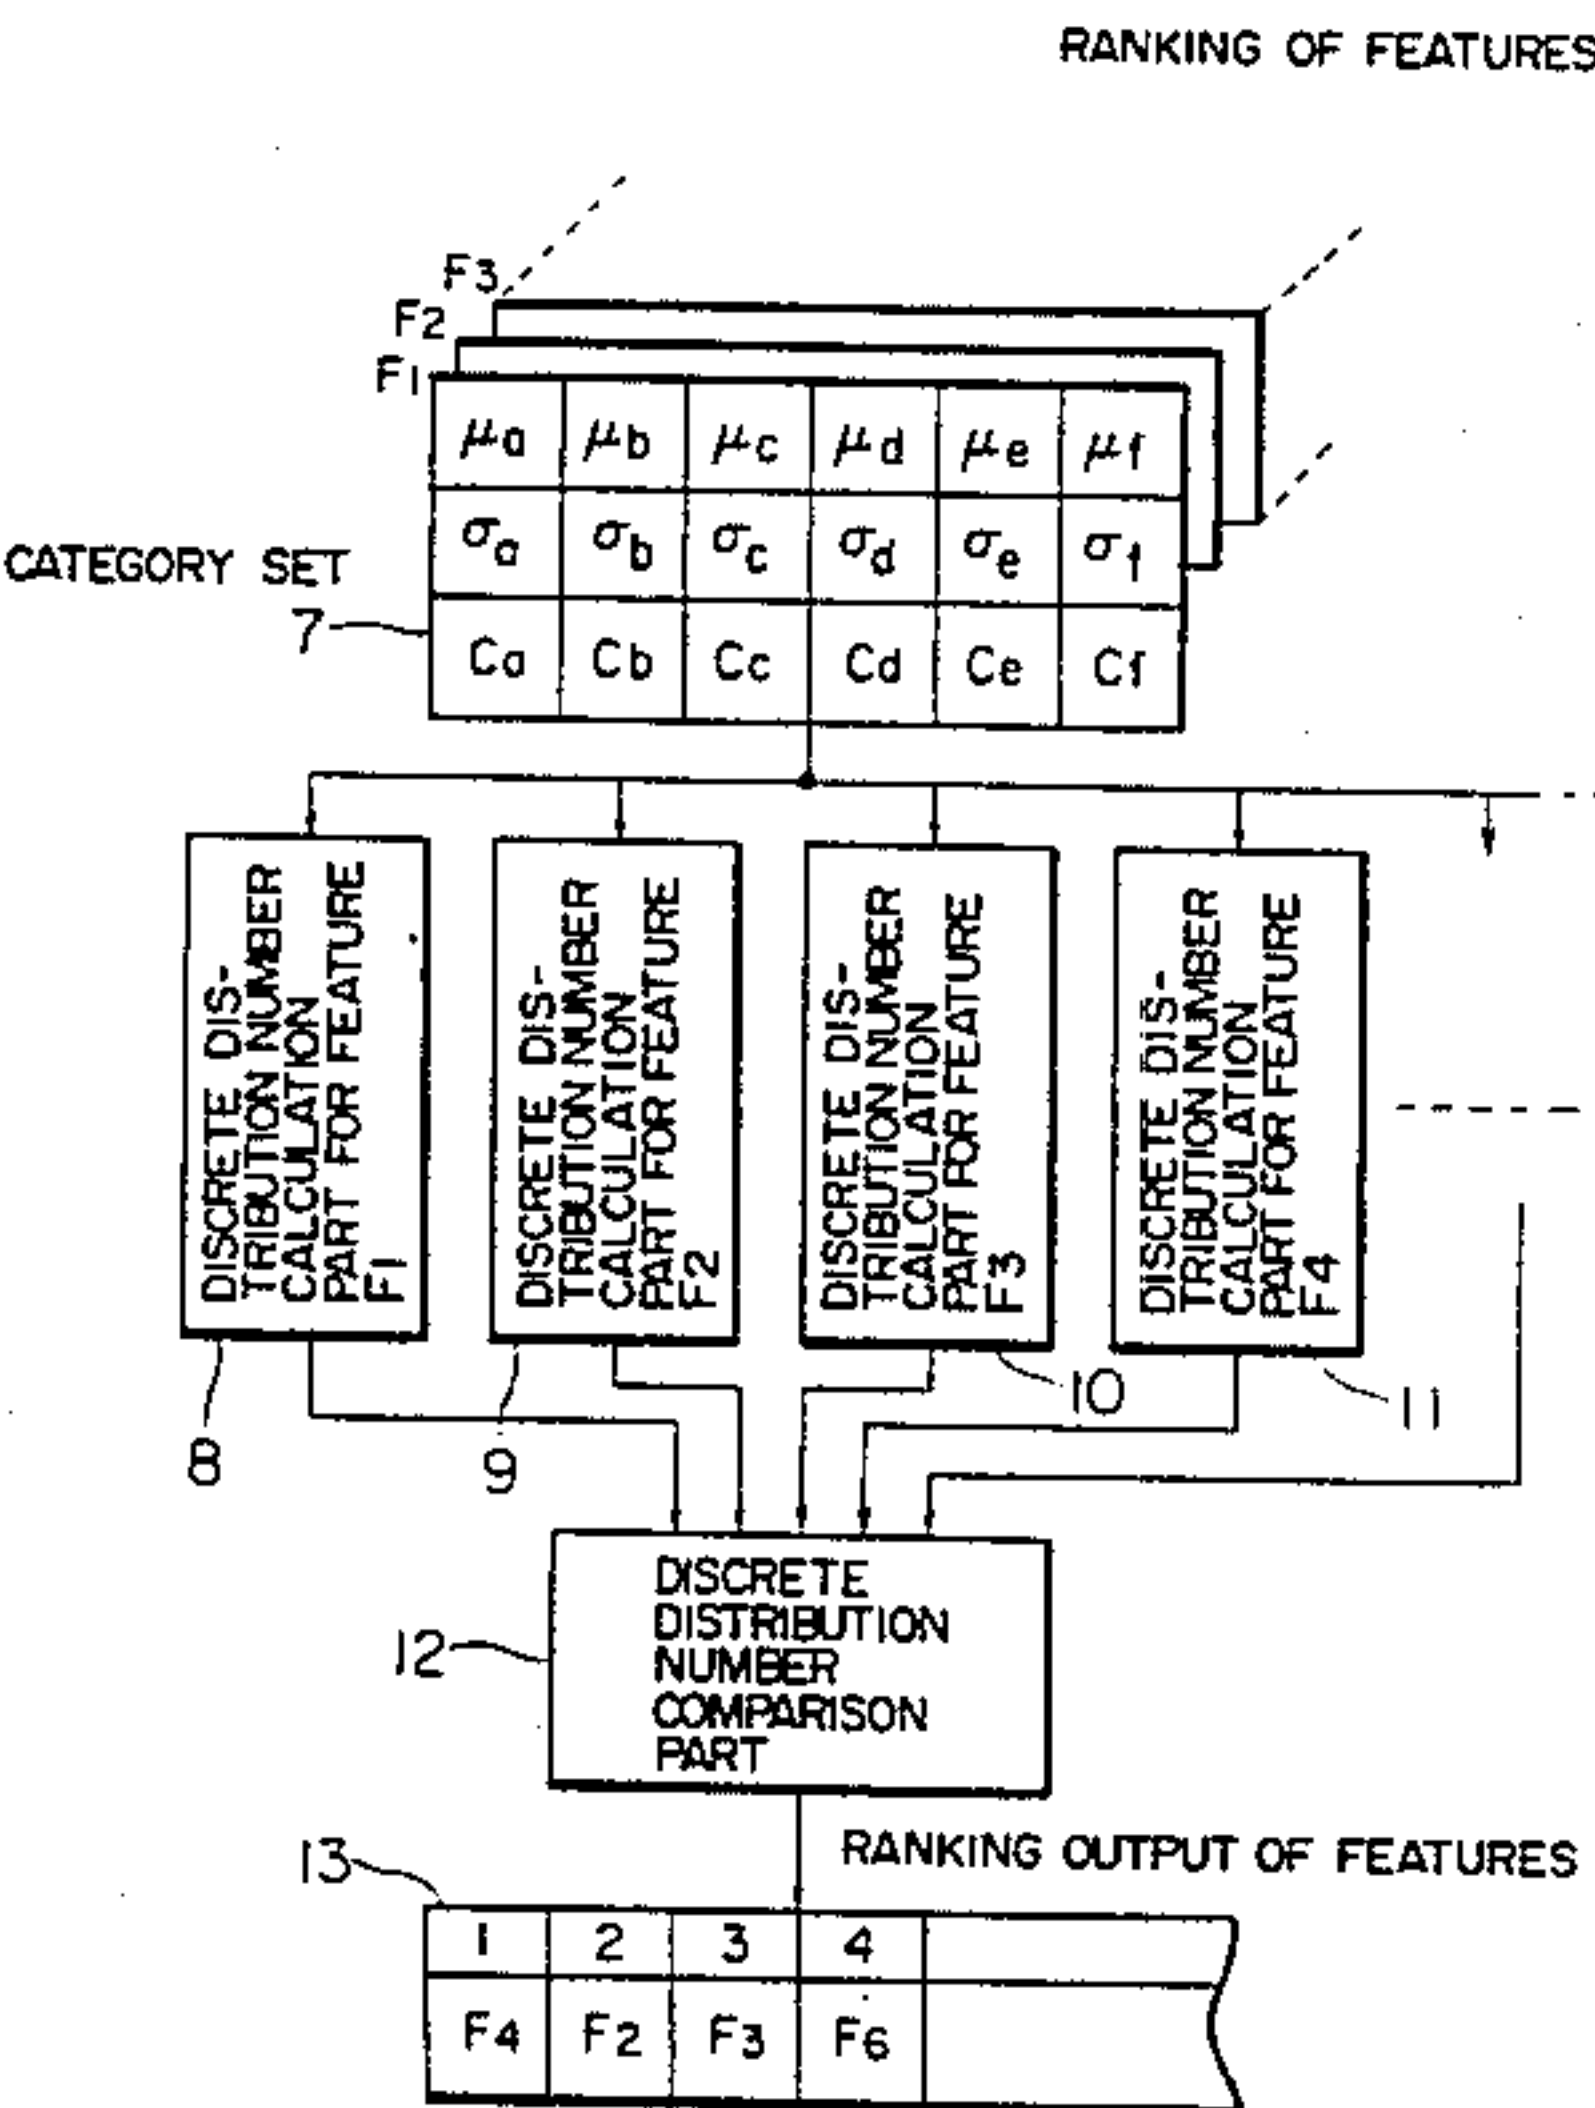 RANKING OF FEATURES
F3
F2
F1
μa μb μc μd μe μf
σa σb σc σd σe σf
CATEGORY SET
7
Ca Cb Cc Cd Ce Cf
DISCRETE DIS-
TRIBUTION NUMBER
CALCULATION
PART FOR FEATURE
F1
DISCRETE DIS-
TRIBUTION NUMBER
CALCULATION
PART FOR FEATURE
F2
DISCRETE DIS-
TRIBUTION NUMBER
CALCULATION
PART FOR FEATURE
F3
DISCRETE DIS-
TRIBUTION NUMBER
CALCULATION
PART FOR FEATURE
F4
8
9
10
11
DISCRETE
DISTRIBUTION
NUMBER
COMPARISON
PART
12
RANKING OUTPUT OF FEATURES
13
1 2 3 4
F4 F2 F3 F6